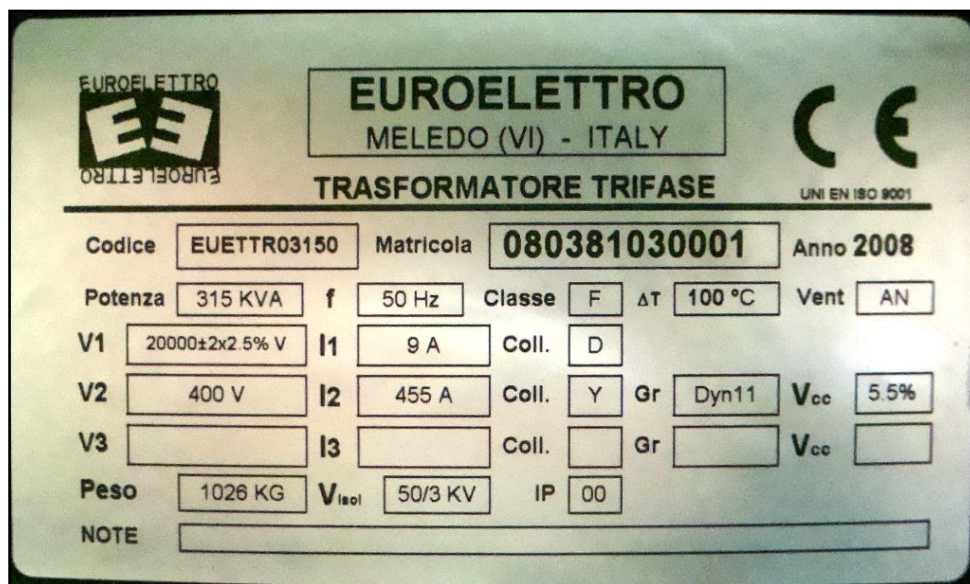 EUROELETTRO
EUROELETTRO
EUROELETTRO
MELEDO (VI) - ITALY
TRASFORMATORE TRIFASE
CE
UNI EN ISO 9001
Codice EUETTR03150 Matricola 080381030001 Anno 2008
Potenza 315 KVA f 50 Hz Classe F ΔT 100 °C Vent AN
V1 20000±2x2.5% V I1 9 A Coll. D
V2 400 V I2 455 A Coll. Y Gr Dyn11 Vcc 5.5%
V3 I3 Coll. Gr Vcc
Peso 1026 KG Visol 50/3 KV IP 00
NOTE